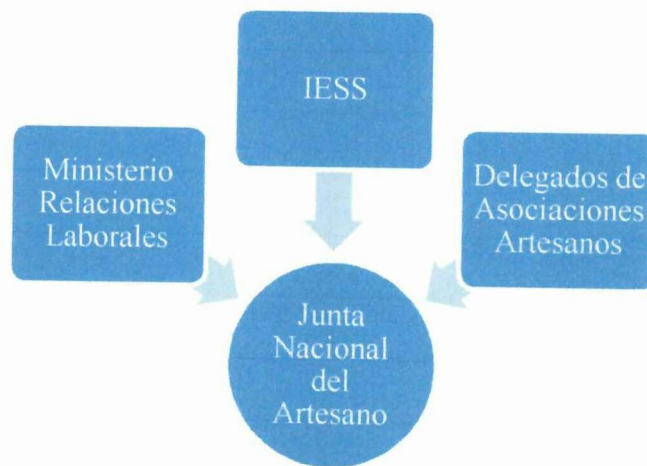 IESS
Ministerio
Relaciones
Laborales
Delegados de
Asociaciones
Artesanos
Junta
Nacional
del
Artesano